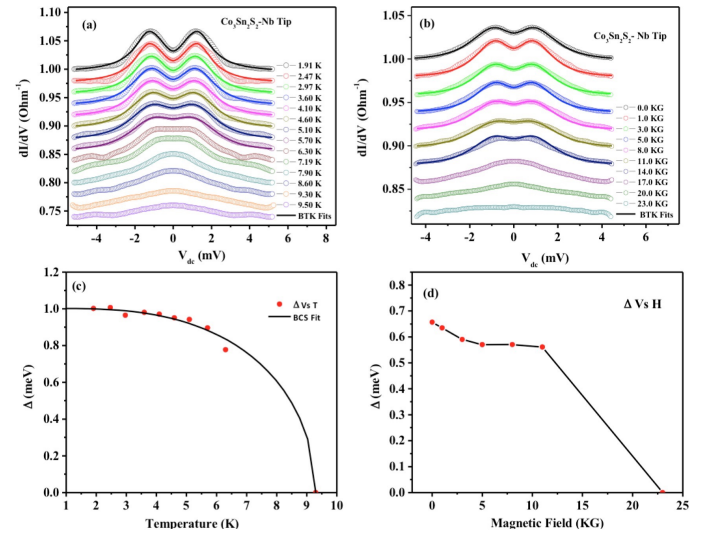 (a)
Co3Sn2S2-Nb Tip
1.10
1.05
1.00
0.95
0.90
0.85
0.80
0.75
dI/dV (Ohm-1)
-4 -2 0 2 4 6 8
Vdc (mV)
1.91 K
2.47 K
2.97 K
3.60 K
4.10 K
4.60 K
5.10 K
5.70 K
6.30 K
7.19 K
7.90 K
8.60 K
9.30 K
9.50 K
BTK Fits
(b)
Co3Sn2S2- Nb Tip
1.00
0.95
0.90
0.85
dI/dV (Ohm-1)
-4 -2 0 2 4 6
Vdc (mV)
0.0 KG
1.0 KG
3.0 KG
5.0 KG
8.0 KG
11.0 KG
14.0 KG
17.0 KG
20.0 KG
23.0 KG
BTK Fits
(c)
Δ Vs T
BCS Fit
1.2
1.0
0.8
0.6
0.4
0.2
0.0
Δ (meV)
1 2 3 4 5 6 7 8 9 10
Temperature (K)
(d)
Δ Vs H
0.8
0.7
0.6
0.5
0.4
0.3
0.2
0.1
0.0
Δ (meV)
0 5 10 15 20 25
Magnetic Field (KG)